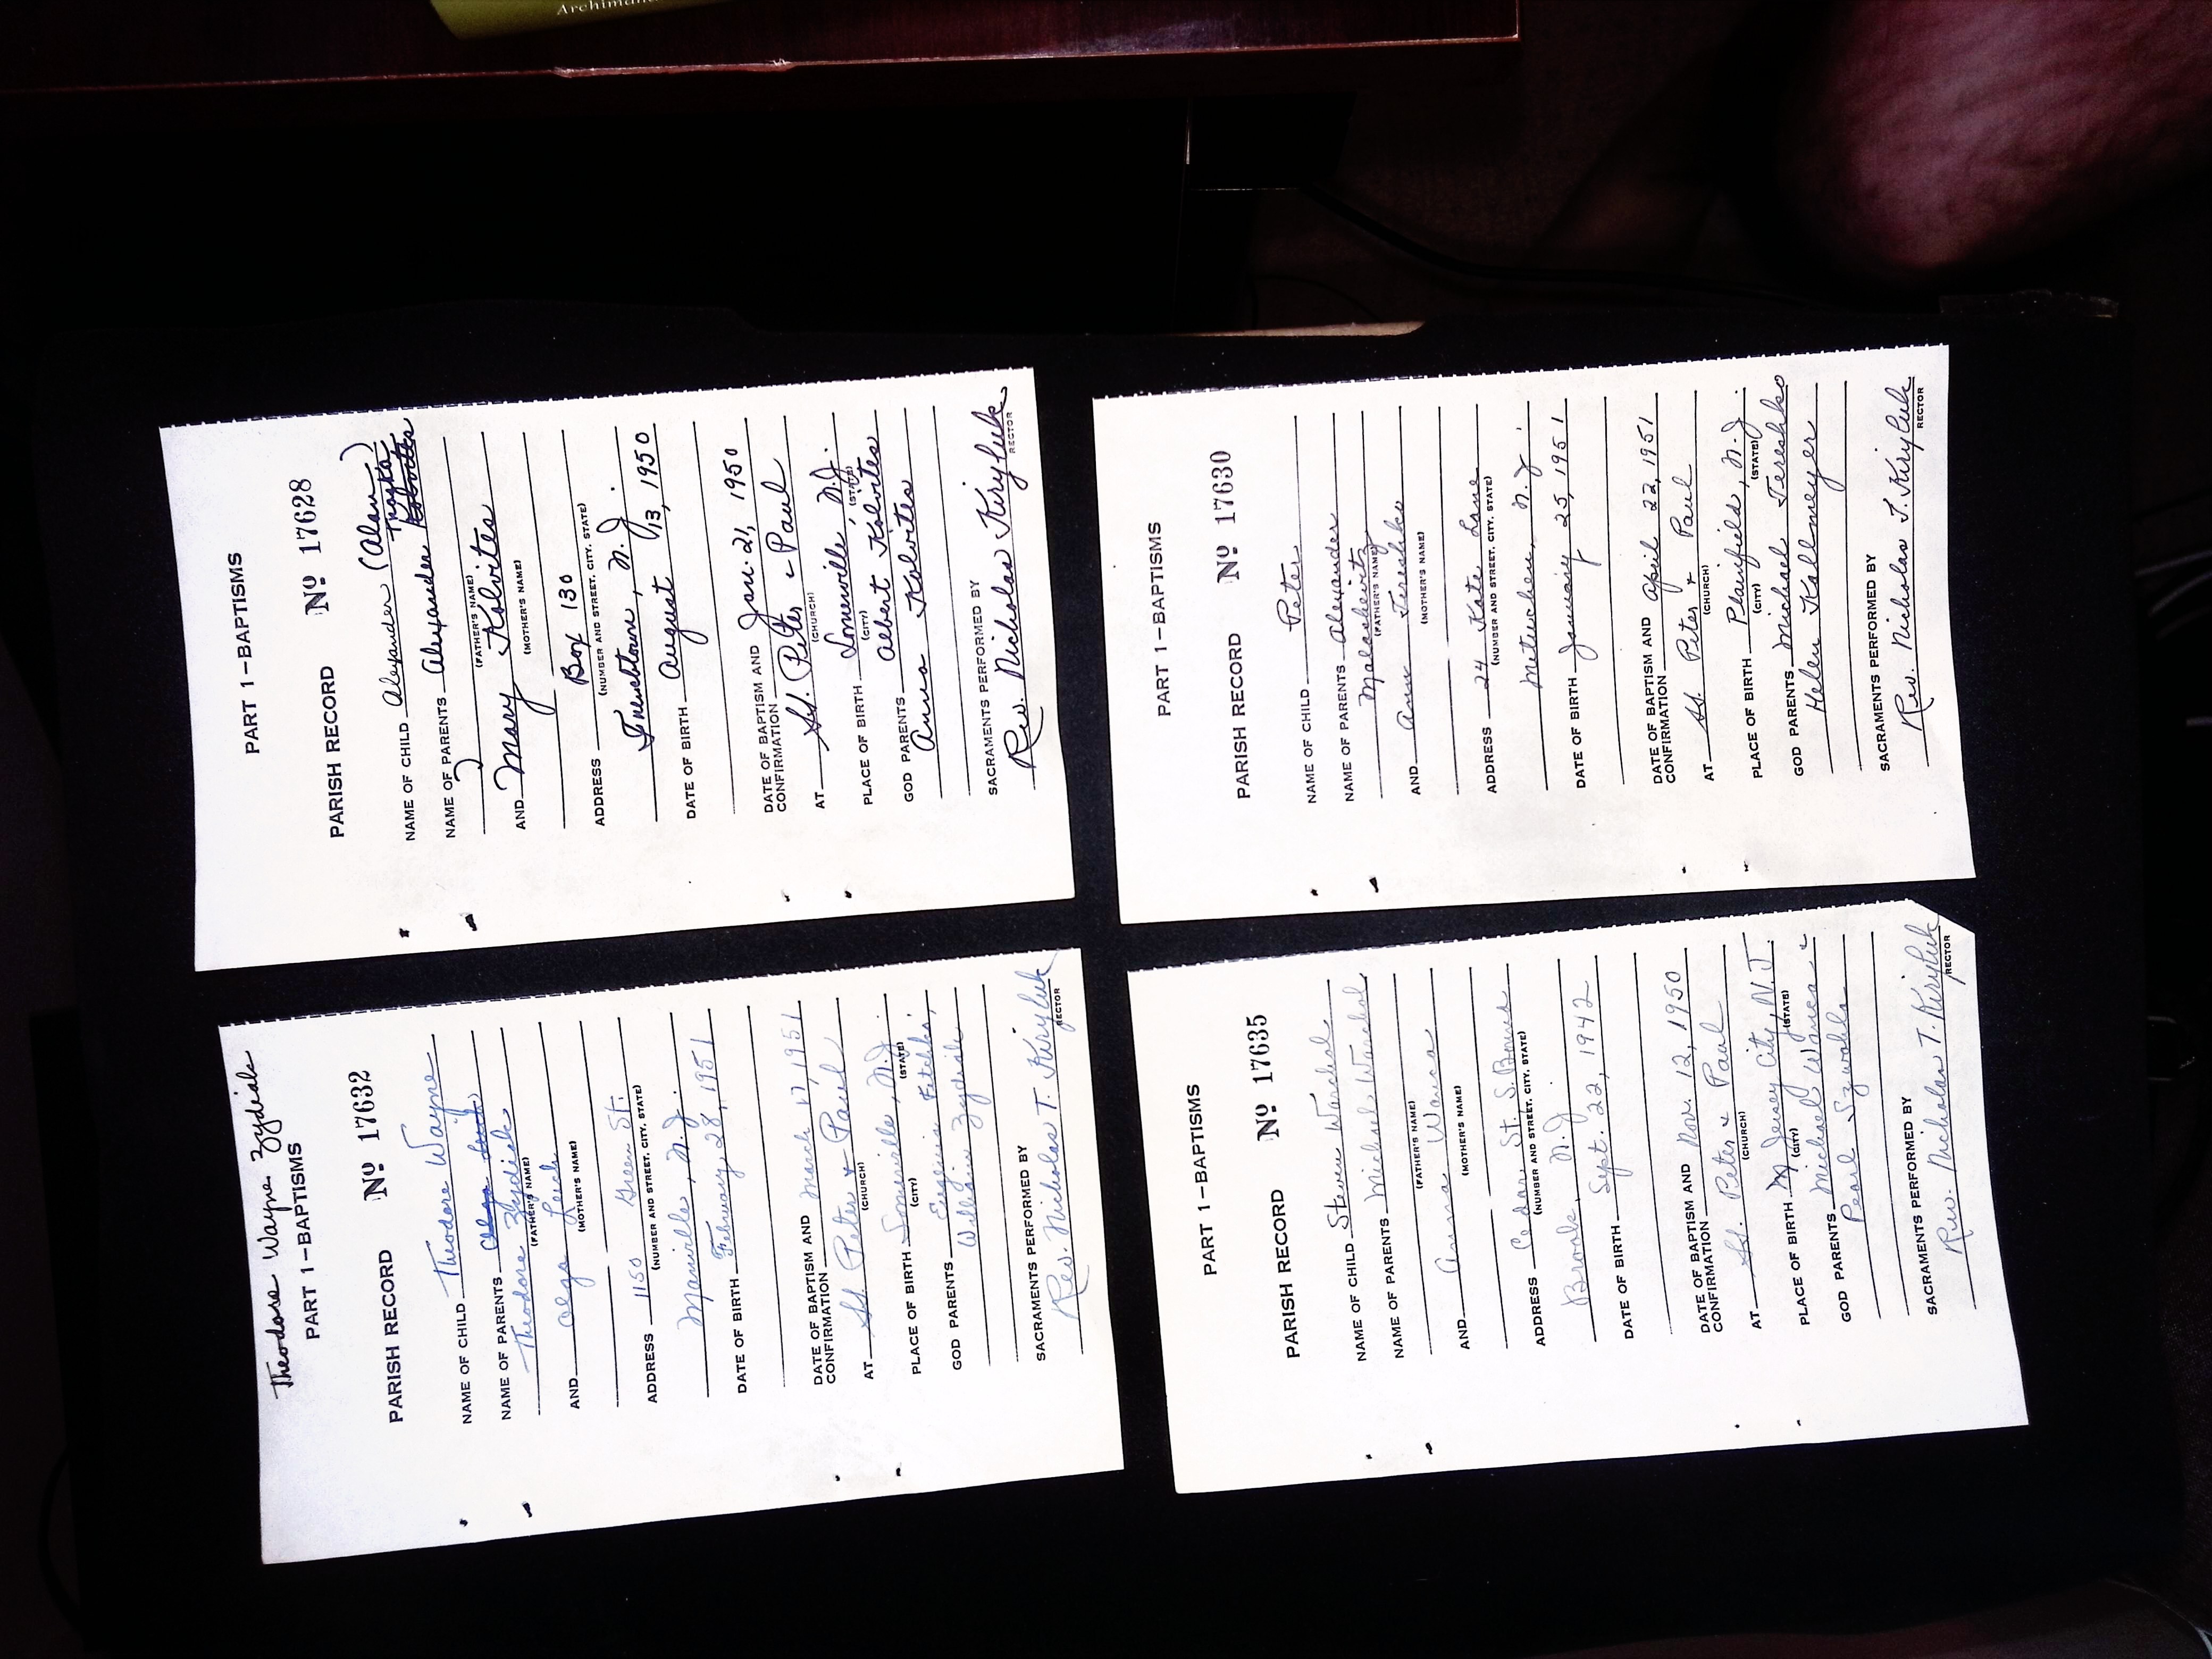 Theodore Wayne Zydiak
PART 1—BAPTISMS
PARISH RECORD № 17632
NAME OF CHILD Theodore Wayne
NAME OF PARENTS Olga Leich
Theodore Zydiak
(FATHER'S NAME)
AND Olga Leich
(MOTHER'S NAME)
ADDRESS 1150 Green St.
(NUMBER AND STREET, CITY, STATE)
Manville, N.J.
DATE OF BIRTH February 28, 1951
DATE OF BAPTISM AND
CONFIRMATION March 17, 1951
AT SS. Peter & Paul
(CHURCH)
PLACE OF BIRTH Somerville, N.J.
(CITY) (STATE)
GOD PARENTS Eugenia Fetchko,
William Zydiak
SACRAMENTS PERFORMED BY
Rev. Nicholas T. Kiryluk
RECTOR
PART 1—BAPTISMS
PARISH RECORD № 17628
NAME OF CHILD Alexander (Alan)
Traska
NAME OF PARENTS Alexander Kolvites
(FATHER'S NAME)
AND Mary Kolvites
(MOTHER'S NAME)
ADDRESS Box 130
(NUMBER AND STREET, CITY, STATE)
Frenchtown, N.J.
DATE OF BIRTH August 13, 1950
DATE OF BAPTISM AND
CONFIRMATION Jan. 21, 1950
AT SS. Peter & Paul
(CHURCH)
PLACE OF BIRTH Somerville, N.J.
(CITY) (STATE)
GOD PARENTS Albert Kolvites
Anna Kolvites
SACRAMENTS PERFORMED BY
Rev. Nicholas Kiryluk
RECTOR
PART 1—BAPTISMS
PARISH RECORD № 17635
NAME OF CHILD Steven Warchol
NAME OF PARENTS Michael Warchol
(FATHER'S NAME)
AND Anna Wanca
(MOTHER'S NAME)
ADDRESS Cedar St., S. Bound
(NUMBER AND STREET, CITY, STATE)
Brook, N.J.
DATE OF BIRTH Sept. 22, 1942
DATE OF BAPTISM AND
CONFIRMATION Nov. 12, 1950
AT SS. Peter & Paul
(CHURCH)
PLACE OF BIRTH Jersey City, N.J.
(CITY) (STATE)
GOD PARENTS Michael Wanca &
Pearl Szwahla
SACRAMENTS PERFORMED BY
Rev. Nicholas T. Kiryluk
RECTOR
PART 1—BAPTISMS
PARISH RECORD № 17630
NAME OF CHILD Peter
NAME OF PARENTS Alexander
Malashevitz
(FATHER'S NAME)
AND Ann Tereshko
(MOTHER'S NAME)
ADDRESS 24 Kate Lane
(NUMBER AND STREET, CITY, STATE)
Metuchen, N.J.
DATE OF BIRTH January 25, 1951
DATE OF BAPTISM AND
CONFIRMATION April 22, 1951
AT SS. Peter & Paul
(CHURCH)
PLACE OF BIRTH Plainfield, N.J.
(CITY) (STATE)
GOD PARENTS Michael Tereshko
Helen Kallmeyer
SACRAMENTS PERFORMED BY
Rev. Nicholas T. Kiryluk
RECTOR